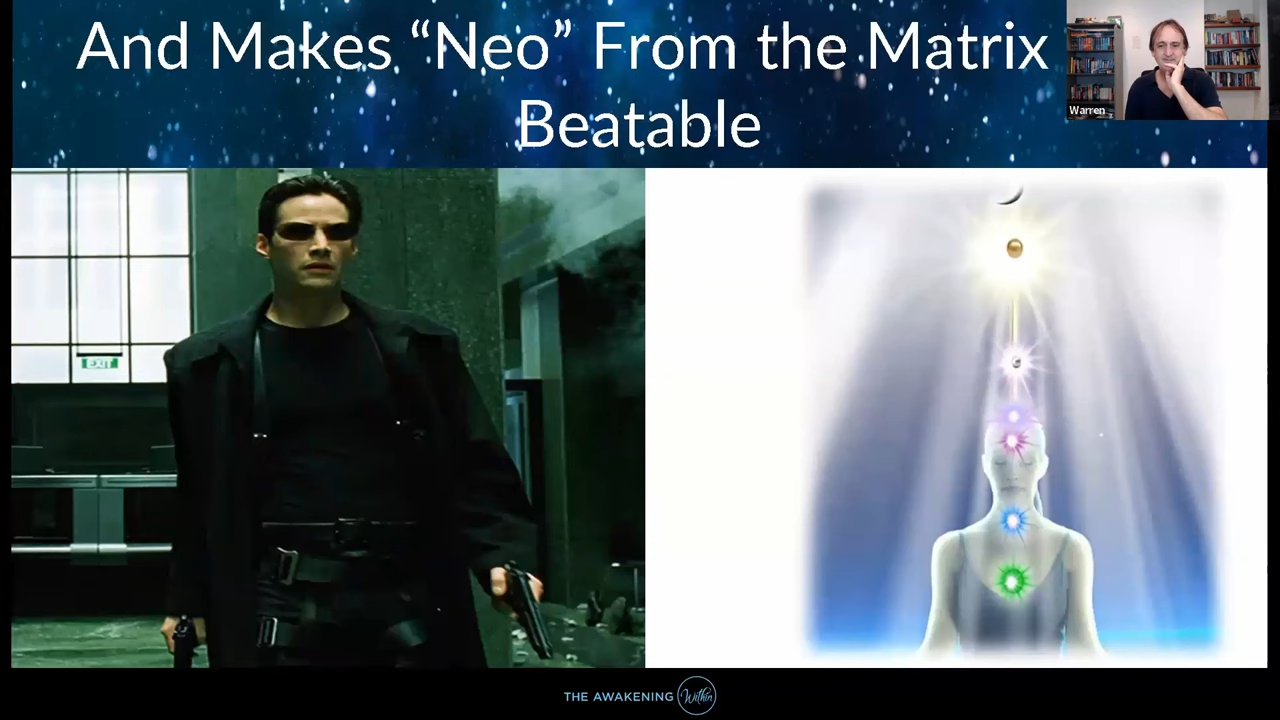 And Makes “Neo” From the Matrix
Beatable
Warren
EXIT
THE AWAKENING Within